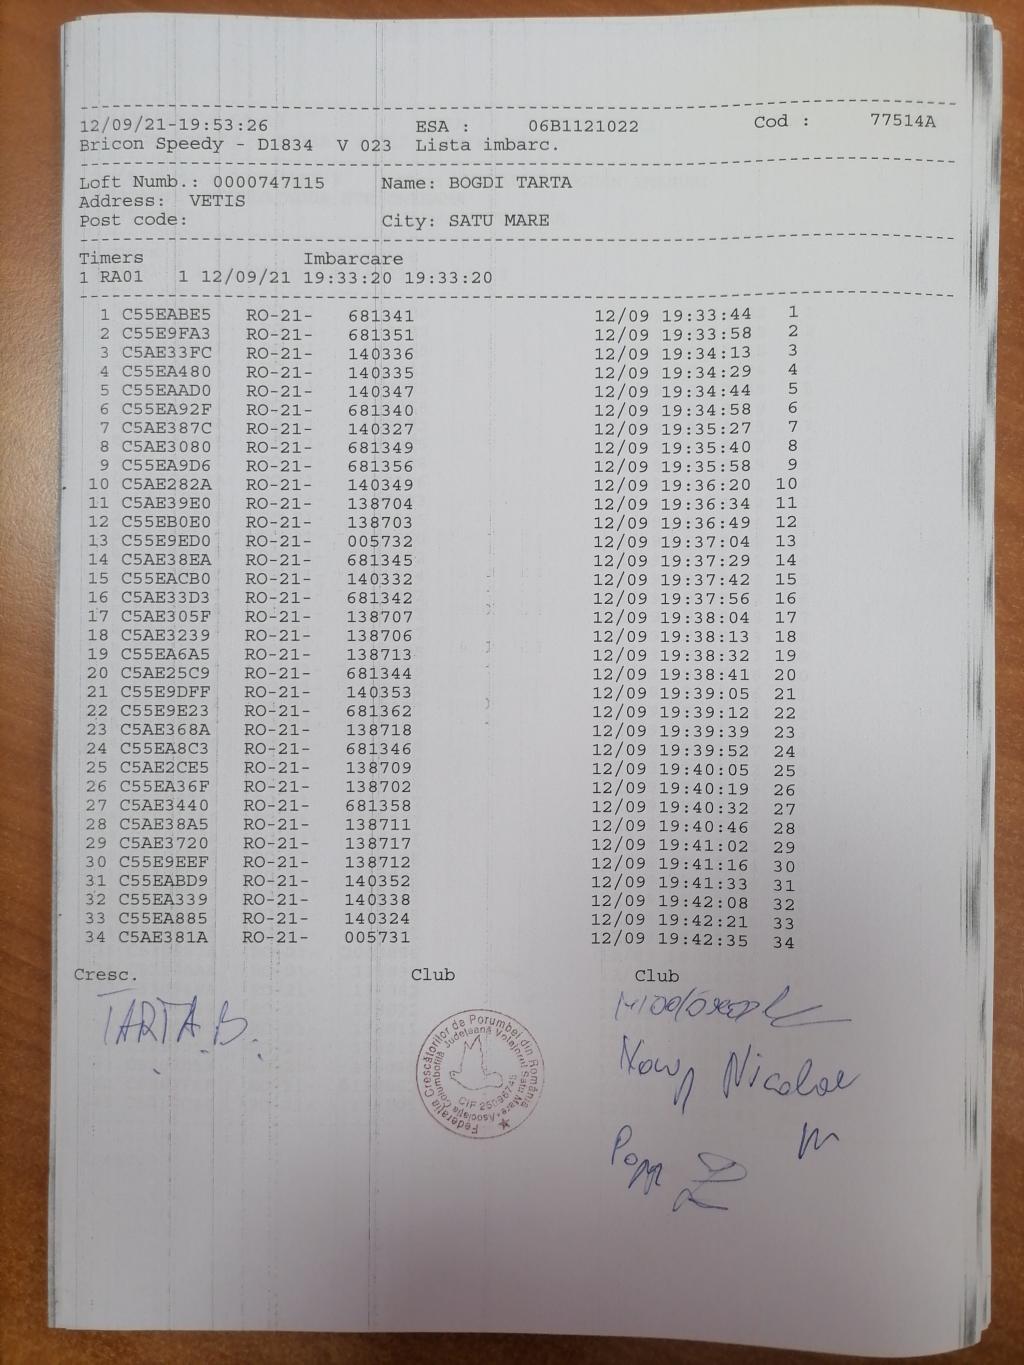 12/09/21-19:53:26 ESA : 06B1121022 Cod : 77514A
Bricon Speedy - D1834 V 023 Lista imbarc.
Loft Numb.: 0000747115 Name: BOGDI TARTA
Address: VETIS
Post code: City: SATU MARE
Timers Imbarcare
1 RA01 1 12/09/21 19:33:20 19:33:20
1 C55EABE5 RO-21- 681341 12/09 19:33:44 1
2 C55E9FA3 RO-21- 681351 12/09 19:33:58 2
3 C5AE33FC RO-21- 140336 12/09 19:34:13 3
4 C55EA480 RO-21- 140335 12/09 19:34:29 4
5 C55EAAD0 RO-21- 140347 12/09 19:34:44 5
6 C55EA92F RO-21- 681340 12/09 19:34:58 6
7 C5AE387C RO-21- 140327 12/09 19:35:27 7
8 C5AE3080 RO-21- 681349 12/09 19:35:40 8
9 C55EA9D6 RO-21- 681356 12/09 19:35:58 9
10 C5AE282A RO-21- 140349 12/09 19:36:20 10
11 C5AE39E0 RO-21- 138704 12/09 19:36:34 11
12 C55EB0E0 RO-21- 138703 12/09 19:36:49 12
13 C55E9ED0 RO-21- 005732 12/09 19:37:04 13
14 C5AE38EA RO-21- 681345 12/09 19:37:29 14
15 C55EACB0 RO-21- 140332 12/09 19:37:42 15
16 C5AE33D3 RO-21- 681342 12/09 19:37:56 16
17 C5AE305F RO-21- 138707 12/09 19:38:04 17
18 C5AE3239 RO-21- 138706 12/09 19:38:13 18
19 C55EA6A5 RO-21- 138713 12/09 19:38:32 19
20 C5AE25C9 RO-21- 681344 12/09 19:38:41 20
21 C55E9DFF RO-21- 140353 12/09 19:39:05 21
22 C55E9E23 RO-21- 681362 12/09 19:39:12 22
23 C5AE368A RO-21- 138718 12/09 19:39:39 23
24 C55EA8C3 RO-21- 681346 12/09 19:39:52 24
25 C5AE2CE5 RO-21- 138709 12/09 19:40:05 25
26 C55EA36F RO-21- 138702 12/09 19:40:19 26
27 C5AE3440 RO-21- 681358 12/09 19:40:32 27
28 C5AE38A5 RO-21- 138711 12/09 19:40:46 28
29 C5AE3720 RO-21- 138717 12/09 19:41:02 29
30 C55E9EEF RO-21- 138712 12/09 19:41:16 30
31 C55EABD9 RO-21- 140352 12/09 19:41:33 31
32 C55EA339 RO-21- 140338 12/09 19:42:08 32
33 C55EA885 RO-21- 140324 12/09 19:42:21 33
34 C5AE381A RO-21- 005731 12/09 19:42:35 34
Cresc. Club Club
TARTA B.
Federația Crescătorilor de Porumbei din România
Asociația Columbofilă Județeană Voiajorul Satu Mare
CIF 25096745
Nicolae